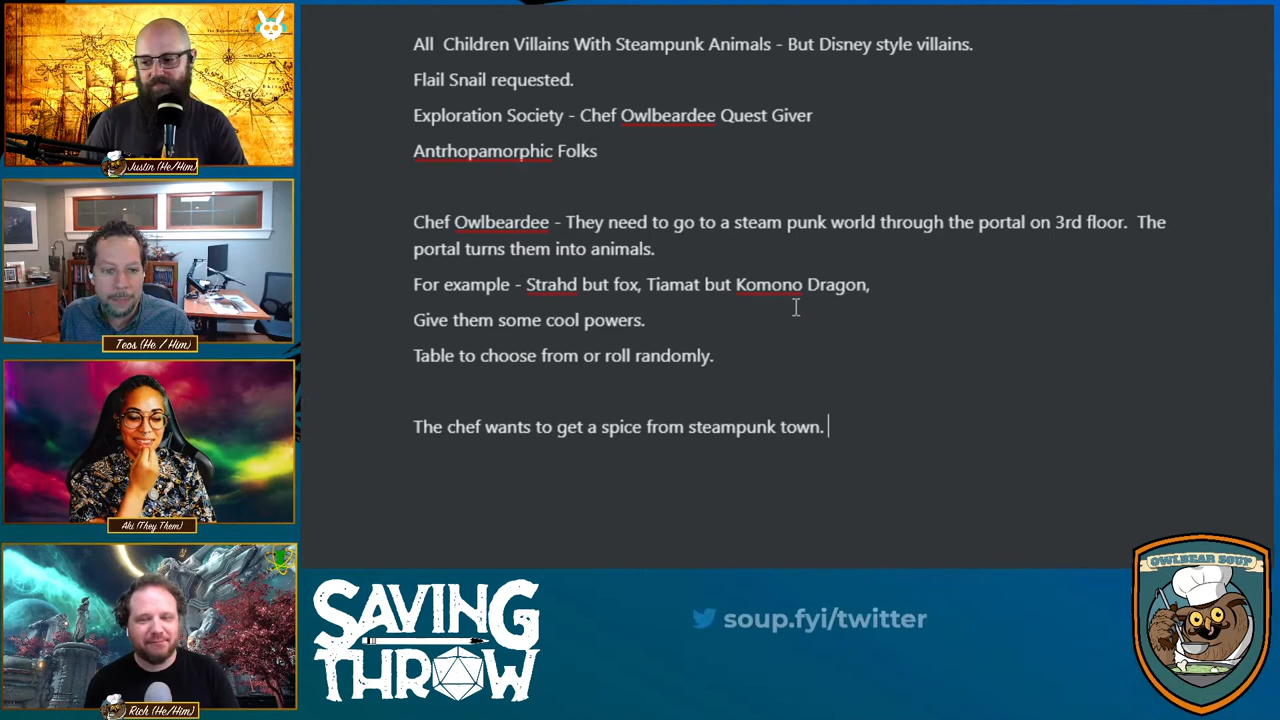 All  Children Villains With Steampunk Animals - But Disney style villains.
Flail Snail requested.
Exploration Society - Chef Owlbeardee Quest Giver
Antrhopamorphic Folks
Chef Owlbeardee - They need to go to a steam punk world through the portal on 3rd floor.  The
portal turns them into animals.
For example - Strahd but fox, Tiamat but Komono Dragon,
Give them some cool powers.
Table to choose from or roll randomly.
The chef wants to get a spice from steampunk town.
Justin (He/Him)
Teos (He / Him)
Aki (They Them)
Rich (He/Him)
SAVING
THROW
soup.fyi/twitter
OWLBEAR SOUP